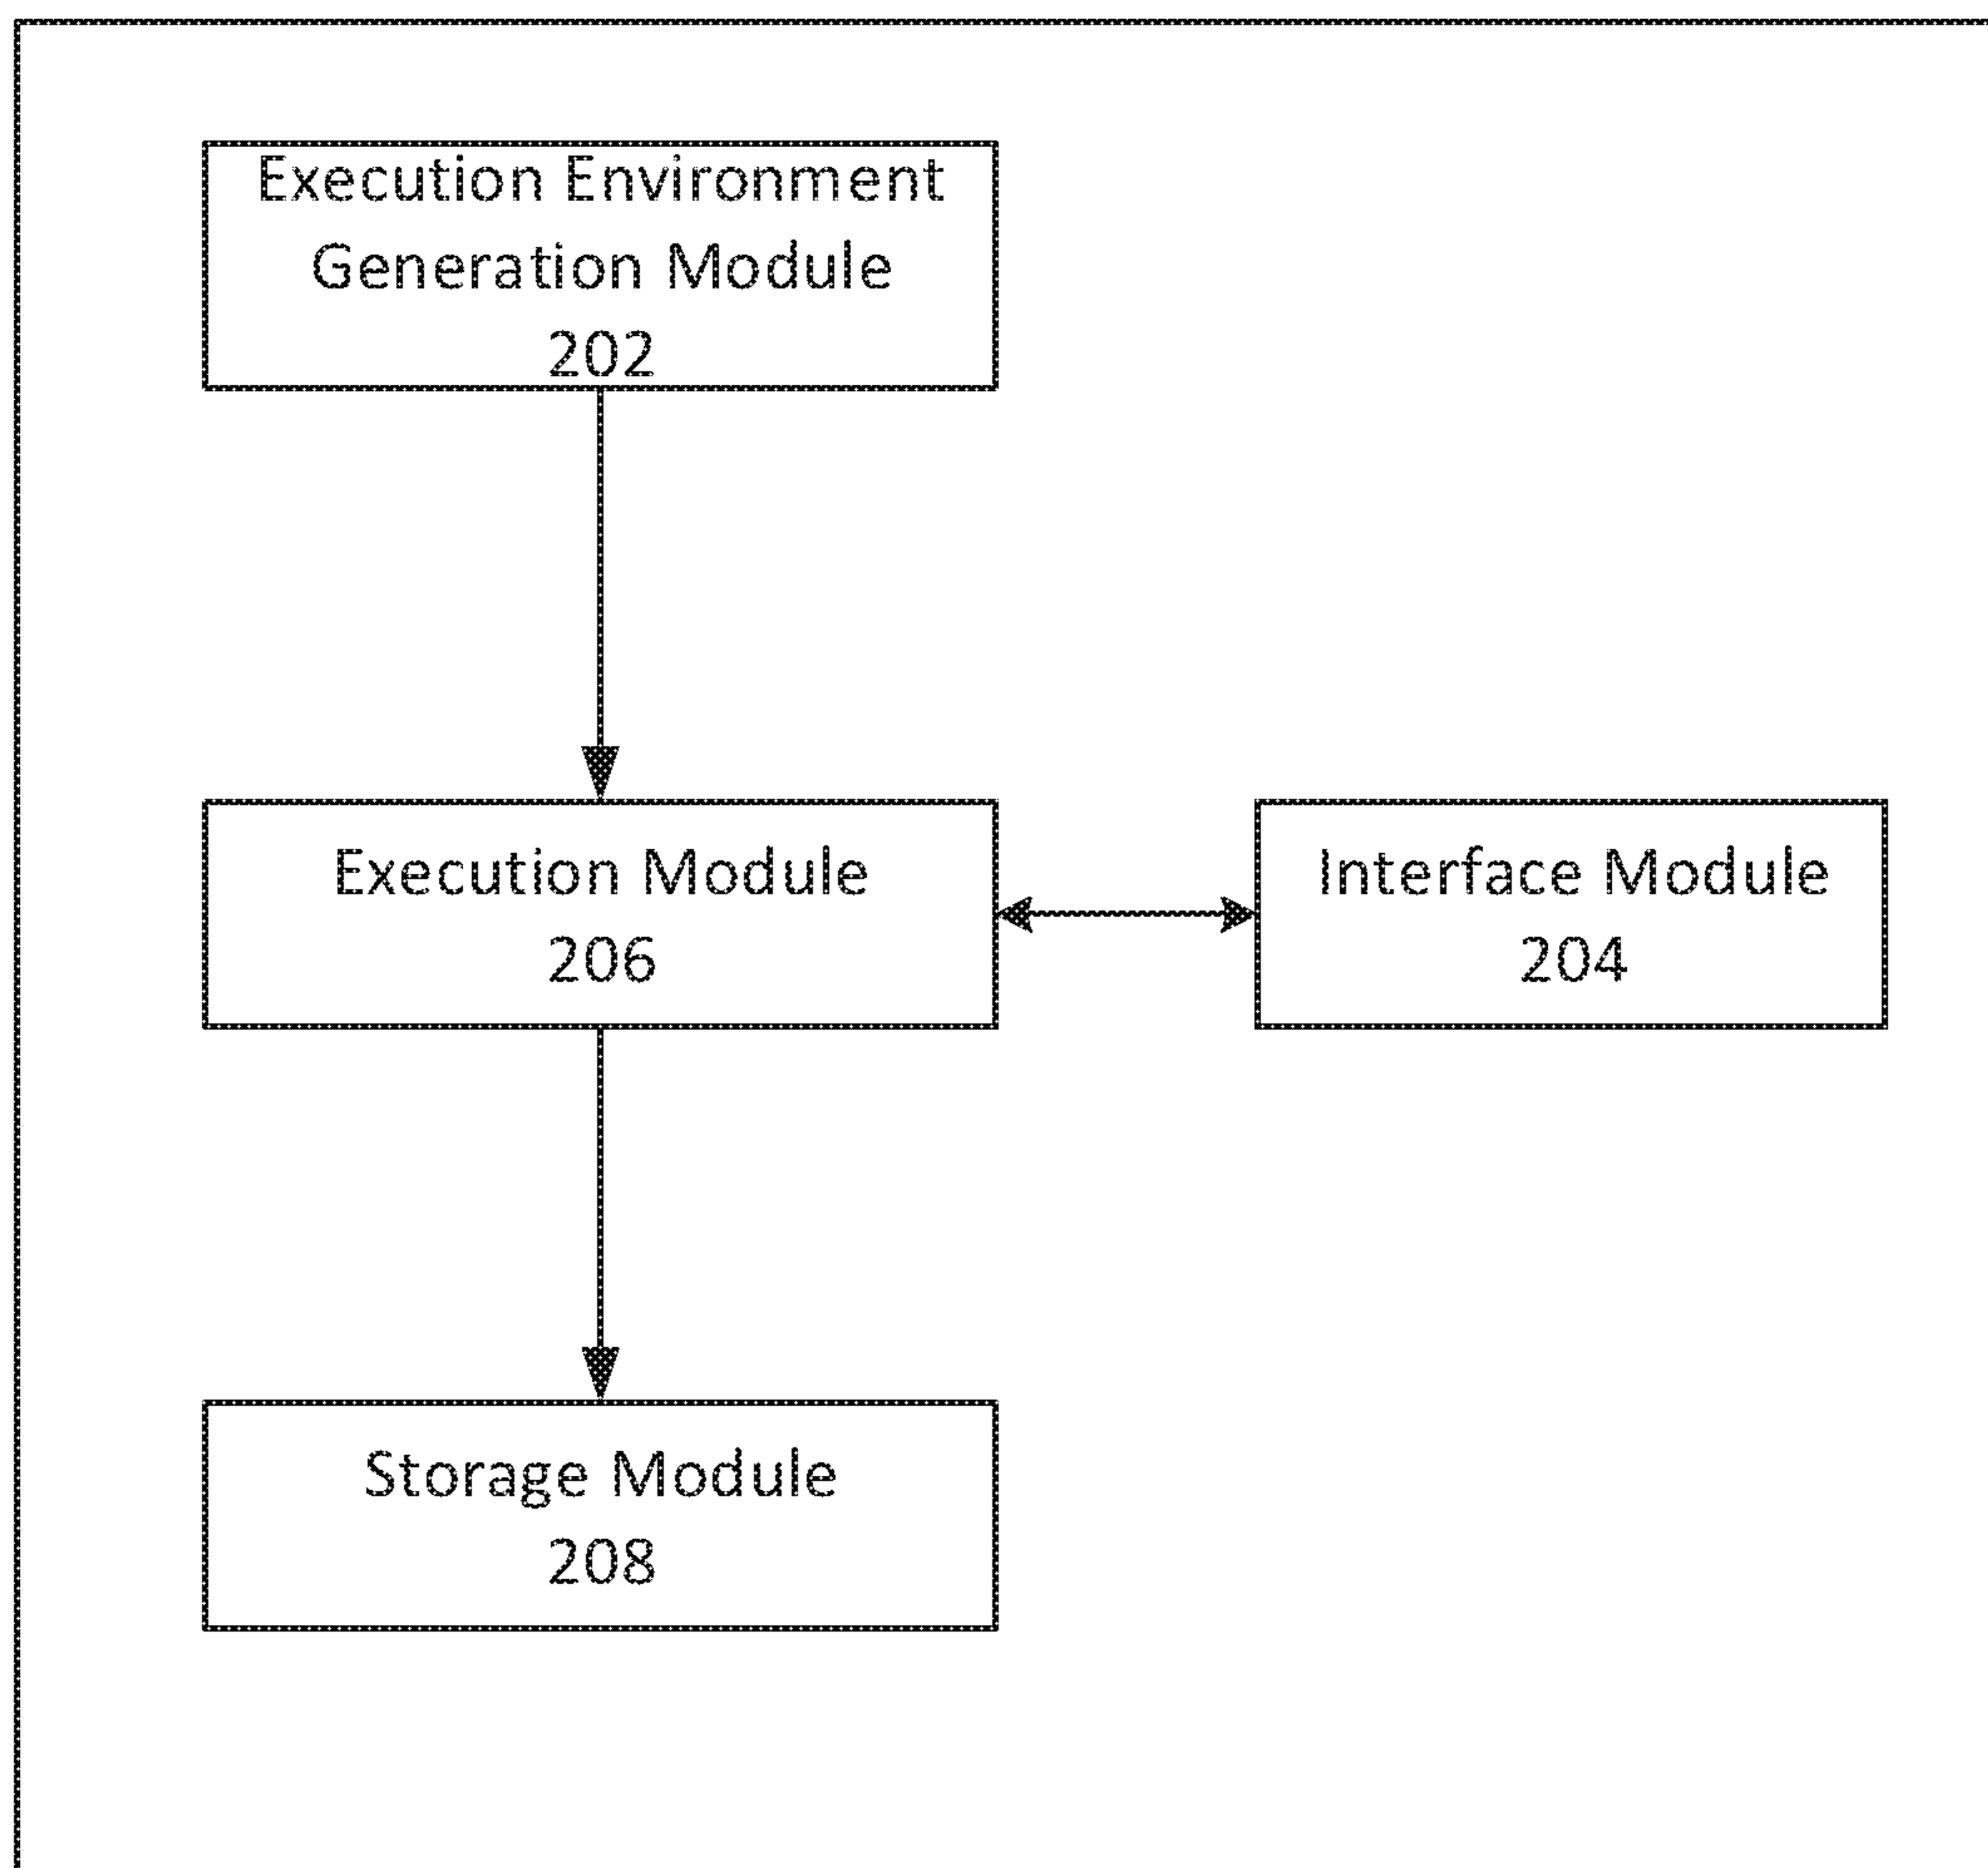 Execution Environment
Generation Module
202
Execution Module
206
Interface Module
204
Storage Module
208